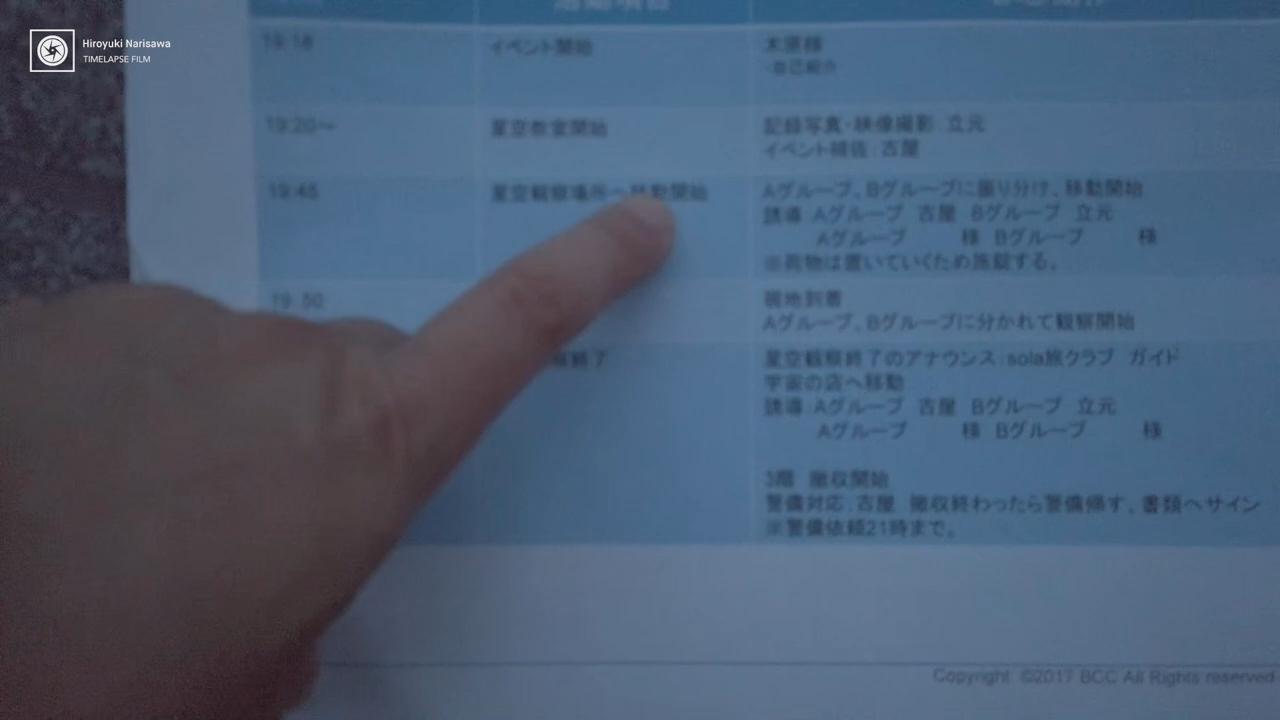 Hiroyuki Narisawa
TIMELAPSE FILM
活動項目
19:18
イベント開始
木原様
・自己紹介
19:20～
星空教室開始
記録写真・映像撮影:立元
イベント補佐:古屋
19:45
星空観察場所へ移動開始
Aグループ、Bグループに振り分け、移動開始
誘導:Aグループ 古屋 Bグループ 立元
Aグループ 様 Bグループ 様
※荷物は置いていくため施錠する。
19:50
現地到着
Aグループ、Bグループに分かれて観察開始
終了
星空観察終了のアナウンス:sola旅クラブ ガイド
宇宙の店へ移動
誘導:Aグループ 古屋 Bグループ 立元
Aグループ 様 Bグループ 様
3階 撤収開始
警備対応:古屋 撤収終わったら警備帰す、書類へサイン
※警備依頼21時まで。
Copyright ©2017 BCC All Rights reserved